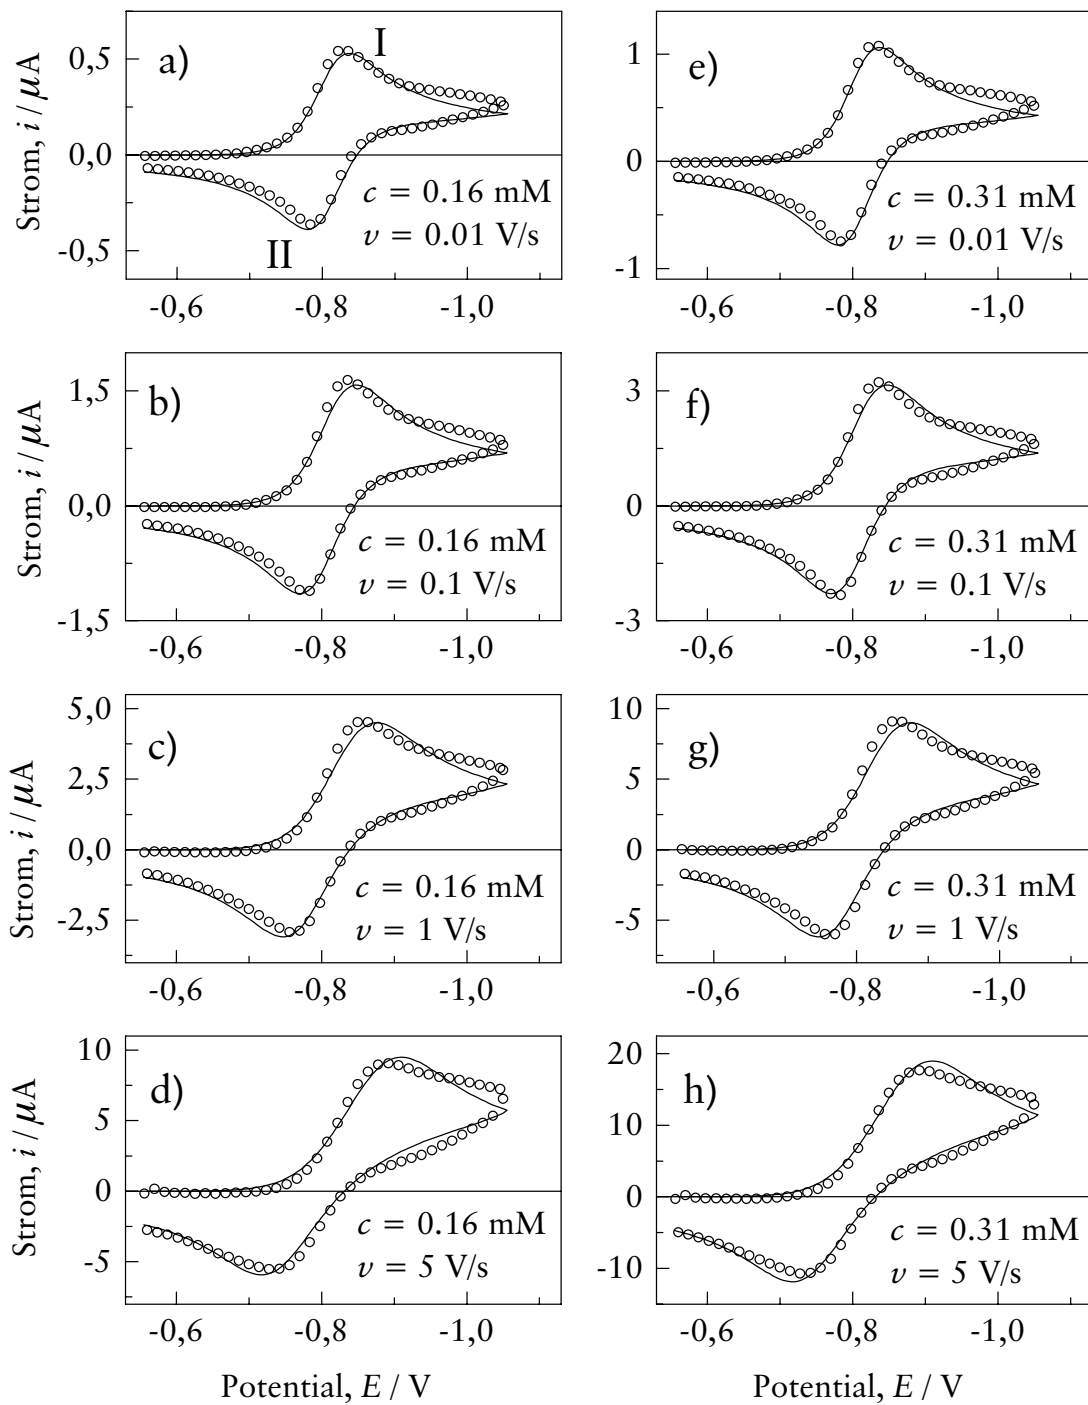 a)
I
II
c = 0.16 mM
v = 0.01 V/s
Strom, i / μA
0,5
0,0
-0,5
-0,6
-0,8
-1,0
e)
c = 0.31 mM
v = 0.01 V/s
1
0
-1
-0,6
-0,8
-1,0
b)
c = 0.16 mM
v = 0.1 V/s
Strom, i / μA
1,5
0,0
-1,5
-0,6
-0,8
-1,0
f)
c = 0.31 mM
v = 0.1 V/s
3
0
-3
-0,6
-0,8
-1,0
c)
c = 0.16 mM
v = 1 V/s
Strom, i / μA
5,0
2,5
0,0
-2,5
-0,6
-0,8
-1,0
g)
c = 0.31 mM
v = 1 V/s
10
5
0
-5
-0,6
-0,8
-1,0
d)
c = 0.16 mM
v = 5 V/s
Strom, i / μA
10
5
0
-5
-0,6
-0,8
-1,0
Potential, E / V
h)
c = 0.31 mM
v = 5 V/s
20
10
0
-10
-0,6
-0,8
-1,0
Potential, E / V